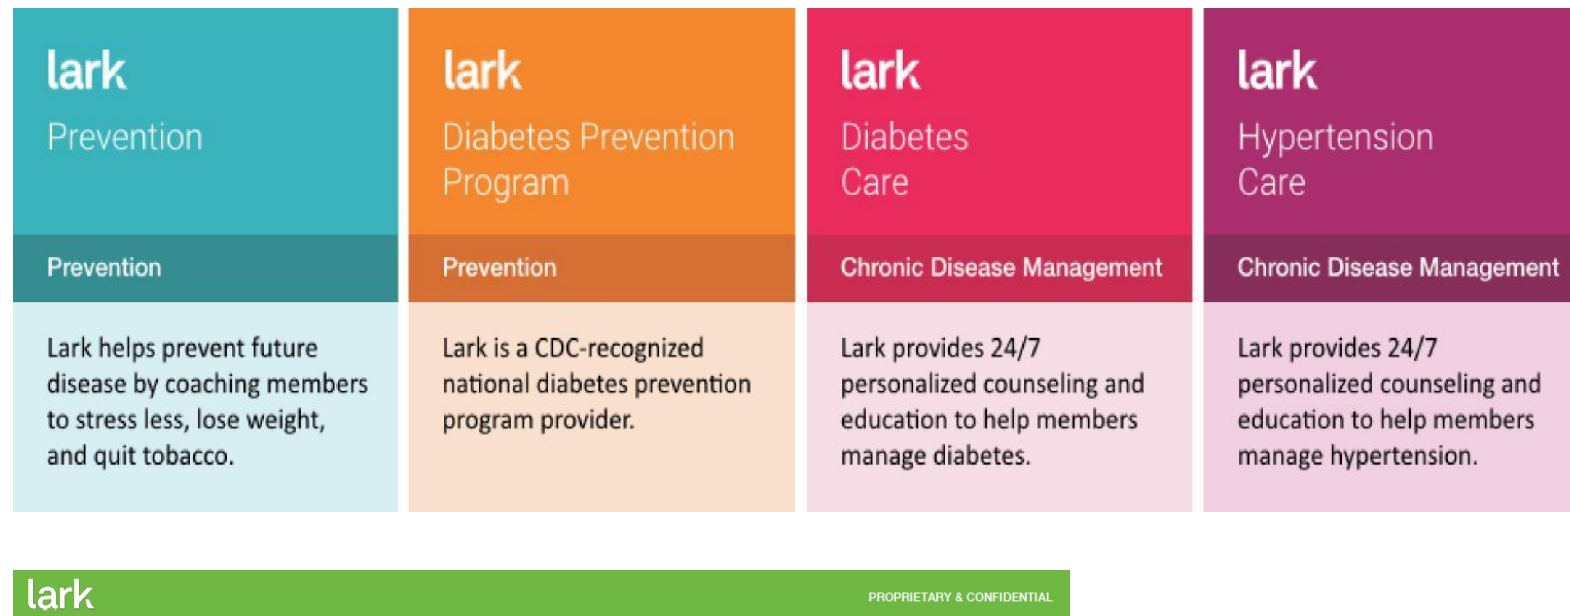 lark
Prevention
Prevention
Lark helps prevent future
disease by coaching members
to stress less, lose weight,
and quit tobacco.
lark
Diabetes Prevention
Program
Prevention
Lark is a CDC-recognized
national diabetes prevention
program provider.
lark
Diabetes
Care
Chronic Disease Management
Lark provides 24/7
personalized counseling and
education to help members
manage diabetes.
lark
Hypertension
Care
Chronic Disease Management
Lark provides 24/7
personalized counseling and
education to help members
manage hypertension.
lark
PROPRIETARY & CONFIDENTIAL